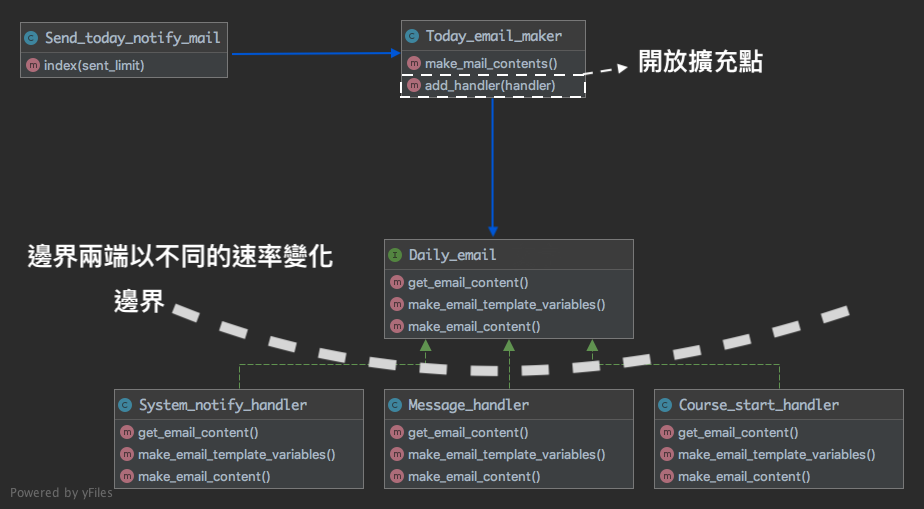 Send_today_notify_mail
index(sent_limit)
Today_email_maker
make_mail_contents()
add_handler(handler)
開放擴充點
邊界兩端以不同的速率變化
邊界
Daily_email
get_email_content()
make_email_template_variables()
make_email_content()
System_notify_handler
get_email_content()
make_email_template_variables()
make_email_content()
Message_handler
get_email_content()
make_email_template_variables()
make_email_content()
Course_start_handler
get_email_content()
make_email_template_variables()
make_email_content()
Powered by yFiles